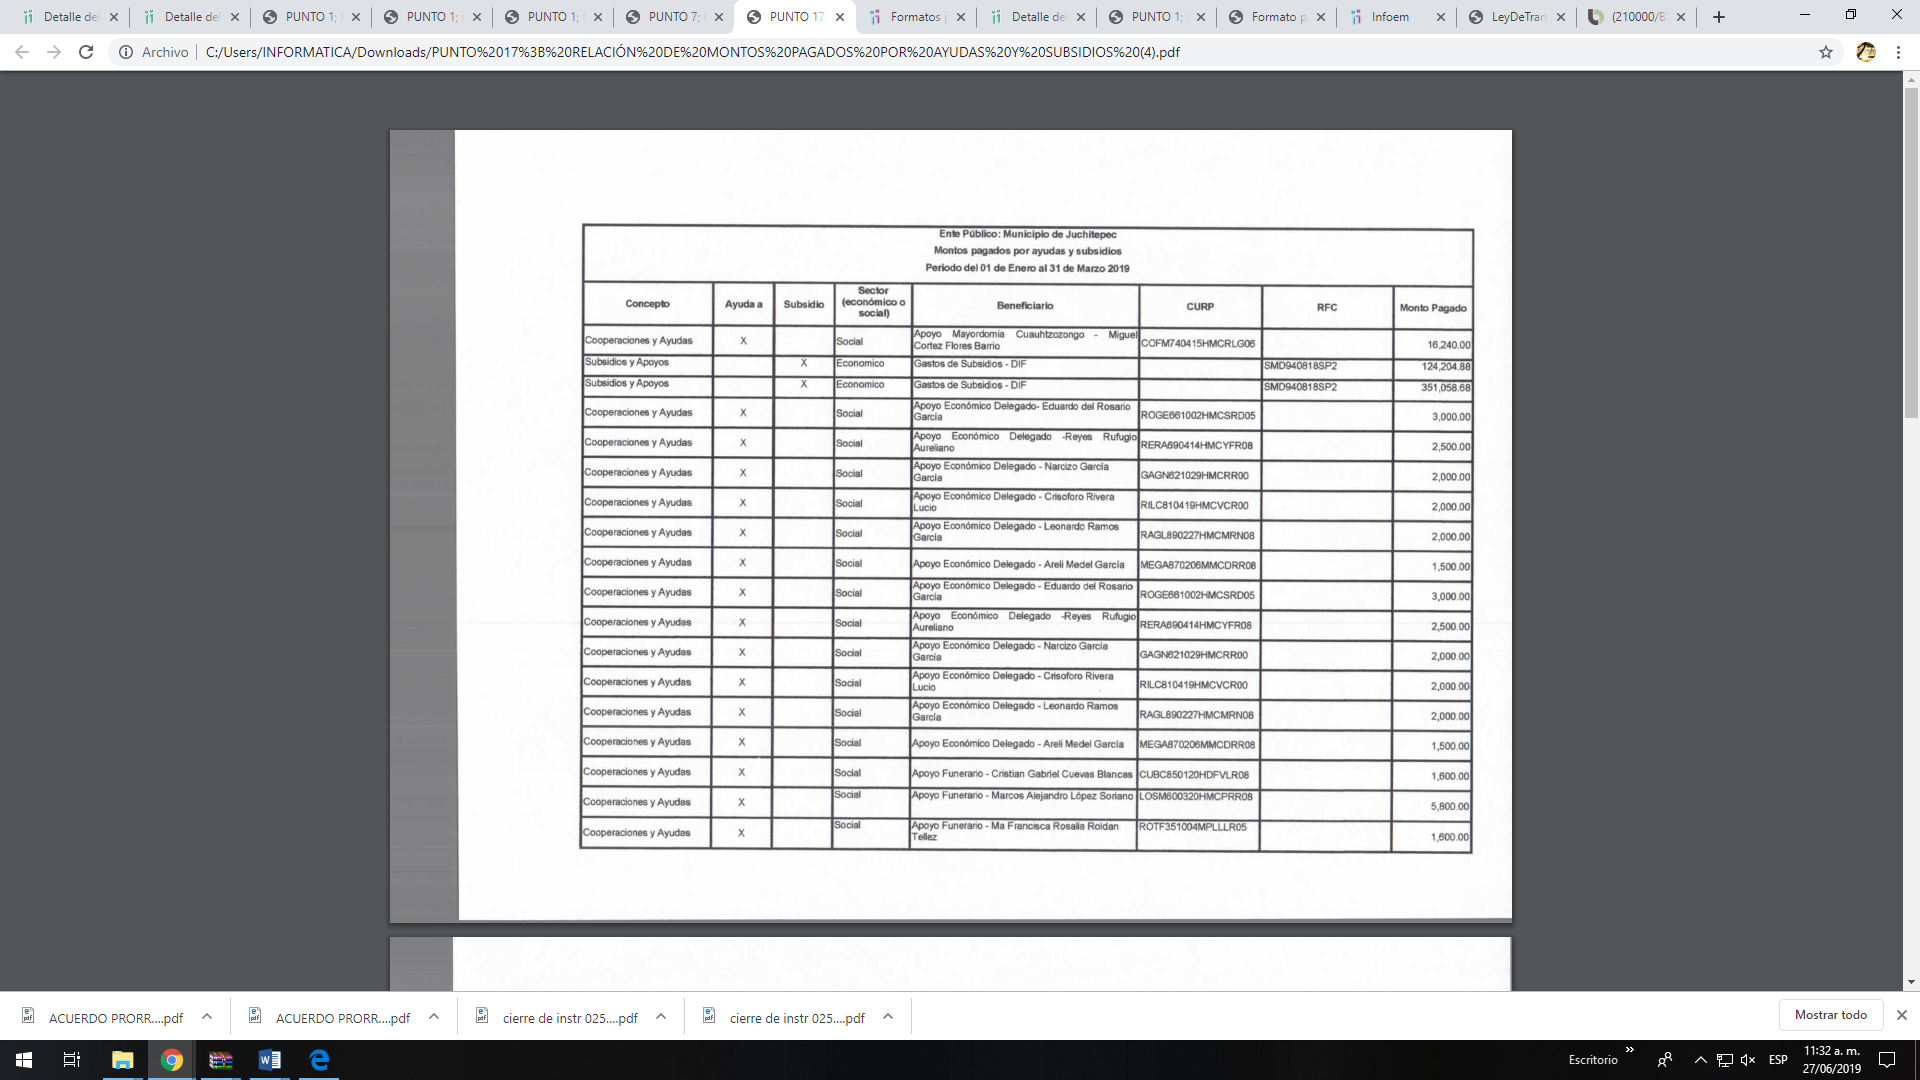 Detalle del
Detalle del
PUNTO 1;
PUNTO 1;
PUNTO 1;
PUNTO 7;
PUNTO 17
Formatos
Detalle del
PUNTO 1;
Formato p
Infoem
LeyDeTran
(210000/B
Archivo | C:/Users/INFORMATICA/Downloads/PUNTO%2017%3B%20RELACIÓN%20DE%20MONTOS%20PAGADOS%20POR%20AYUDAS%20Y%20SUBSIDIOS%20(4).pdf
Ente Público: Municipio de Juchitepec
Montos pagados por ayudas y subsidios
Periodo del 01 de Enero al 31 de Marzo 2019
Concepto Ayuda a Subsidio Sector (económico o social) Beneficiario CURP RFC Monto Pagado
Cooperaciones y Ayudas X Social Apoyo Mayordomia Cuauhtzozongo - Miguel Cortez Flores Barrio COFM740415HMCRLG06 16,240.00
Subsidios y Apoyos X Economico Gastos de Subsidios - DIF SMD940818SP2 124,204.88
Subsidios y Apoyos X Economico Gastos de Subsidios - DIF SMD940818SP2 351,058.68
Cooperaciones y Ayudas X Social Apoyo Económico Delegado- Eduardo del Rosario García ROGE661002HMCSRD05 3,000.00
Cooperaciones y Ayudas X Social Apoyo Económico Delegado -Reyes Rufugio Aureliano RERA690414HMCYFR08 2,500.00
Cooperaciones y Ayudas X Social Apoyo Económico Delegado - Narcizo García García GAGN621029HMCRR00 2,000.00
Cooperaciones y Ayudas X Social Apoyo Económico Delegado - Crisoforo Rivera Lucio RILC810419HMCVCR00 2,000.00
Cooperaciones y Ayudas X Social Apoyo Económico Delegado - Leonardo Ramos García RAGL890227HMCMRN08 2,000.00
Cooperaciones y Ayudas X Social Apoyo Económico Delegado - Areli Medel García MEGA870206MMCDRR08 1,500.00
Cooperaciones y Ayudas X Social Apoyo Económico Delegado - Eduardo del Rosario García ROGE661002HMCSRD05 3,000.00
Cooperaciones y Ayudas X Social Apoyo Económico Delegado -Reyes Rufugio Aureliano RERA690414HMCYFR08 2,500.00
Cooperaciones y Ayudas X Social Apoyo Económico Delegado - Narcizo García García GAGN621029HMCRR00 2,000.00
Cooperaciones y Ayudas X Social Apoyo Económico Delegado - Crisoforo Rivera Lucio RILC810419HMCVCR00 2,000.00
Cooperaciones y Ayudas X Social Apoyo Económico Delegado - Leonardo Ramos García RAGL890227HMCMRN08 2,000.00
Cooperaciones y Ayudas X Social Apoyo Económico Delegado - Areli Medel García MEGA870206MMCDRR08 1,500.00
Cooperaciones y Ayudas X Social Apoyo Funerario - Cristian Gabriel Cuevas Blancas CUBC850120HDFVLR08 1,600.00
Cooperaciones y Ayudas X Social Apoyo Funerario - Marcos Alejandro López Soriano LOSM600320HMCPRR08 5,800.00
Cooperaciones y Ayudas X Social Apoyo Funerario - Ma Francisca Rosalia Roldan Tellez ROTF351004MPLLLR05 1,600.00
ACUERDO PRORR....pdf
ACUERDO PRORR....pdf
cierre de instr 025....pdf
cierre de instr 025....pdf
Mostrar todo
Escritorio
ESP
11:32 a. m.
27/06/2019